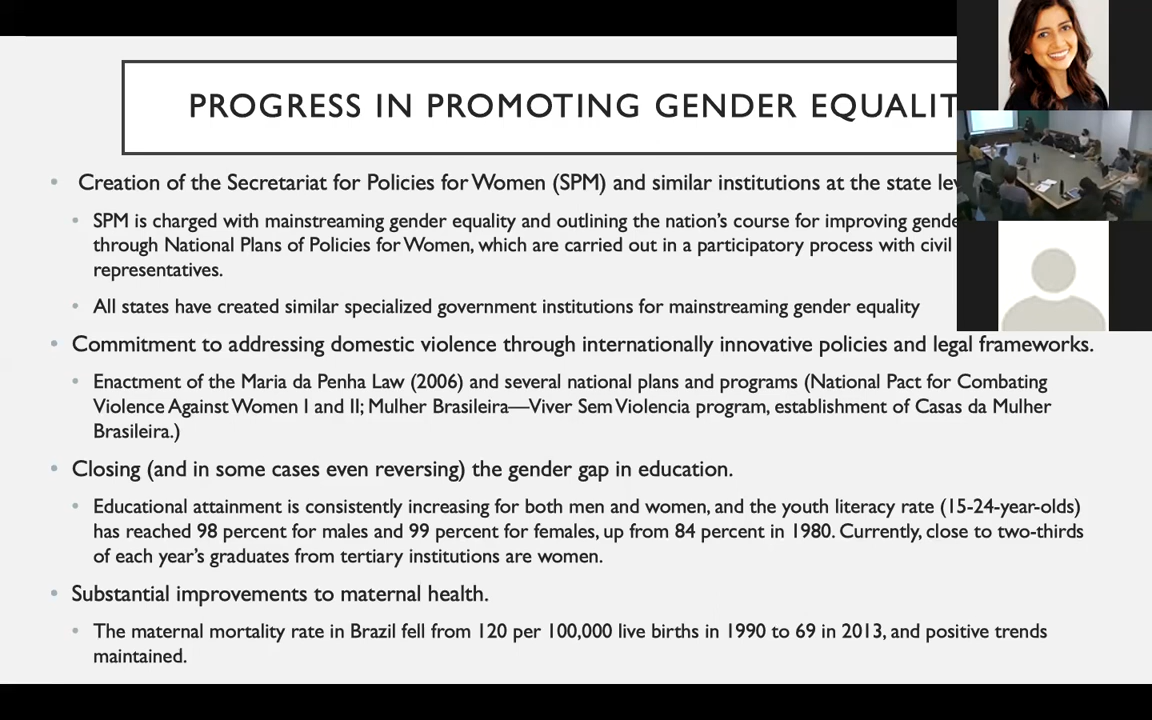 PROGRESS IN PROMOTING GENDER EQUALIT
Creation of the Secretariat for Policies for Women (SPM) and similar institutions at the state lev
SPM is charged with mainstreaming gender equality and outlining the nation's course for improving gende
through National Plans of Policies for Women, which are carried out in a participatory process with civil
representatives.
All states have created similar specialized government institutions for mainstreaming gender equality
Commitment to addressing domestic violence through internationally innovative policies and legal frameworks.
Enactment of the Maria da Penha Law (2006) and several national plans and programs (National Pact for Combating
Violence Against Women I and II; Mulher Brasileira—Viver Sem Violencia program, establishment of Casas da Mulher
Brasileira.)
Closing (and in some cases even reversing) the gender gap in education.
Educational attainment is consistently increasing for both men and women, and the youth literacy rate (15-24-year-olds)
has reached 98 percent for males and 99 percent for females, up from 84 percent in 1980. Currently, close to two-thirds
of each year's graduates from tertiary institutions are women.
Substantial improvements to maternal health.
The maternal mortality rate in Brazil fell from 120 per 100,000 live births in 1990 to 69 in 2013, and positive trends
maintained.